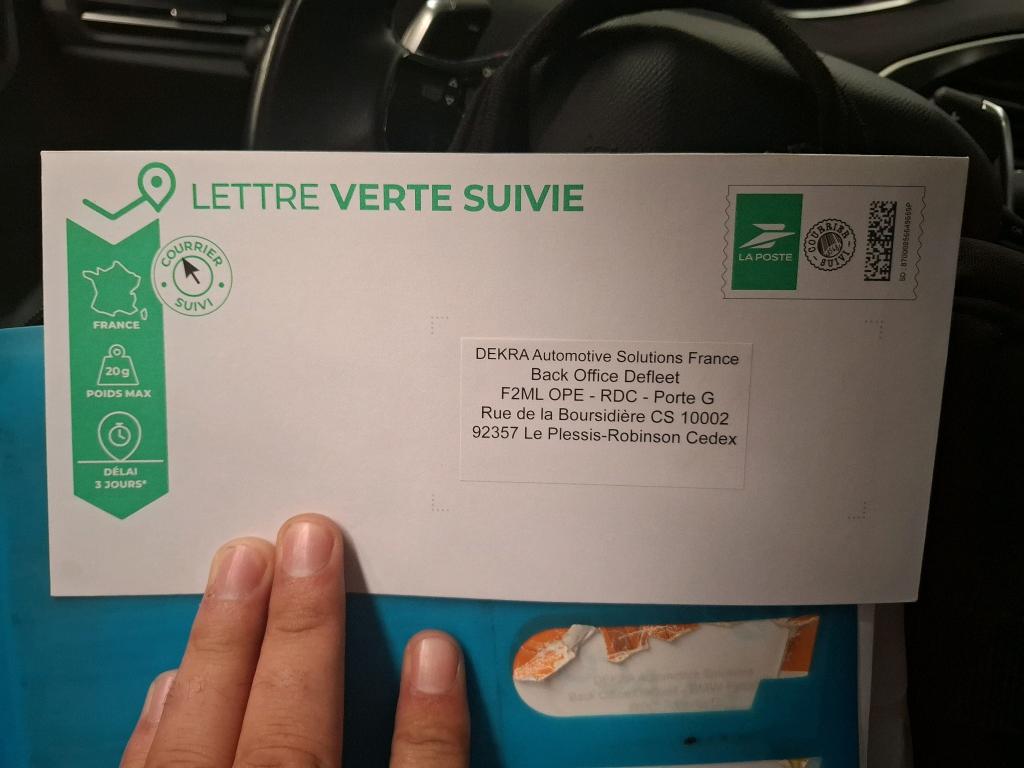 LETTRE VERTE SUIVIE
COURRIER
SUIVI
FRANCE
20g
POIDS MAX
DÉLAI
3 JOURS*
LA POSTE
COURRIER
SUIVI
DEKRA Automotive Solutions France
Back Office Defleet
F2ML OPE - RDC - Porte G
Rue de la Boursidière CS 10002
92357 Le Plessis-Robinson Cedex